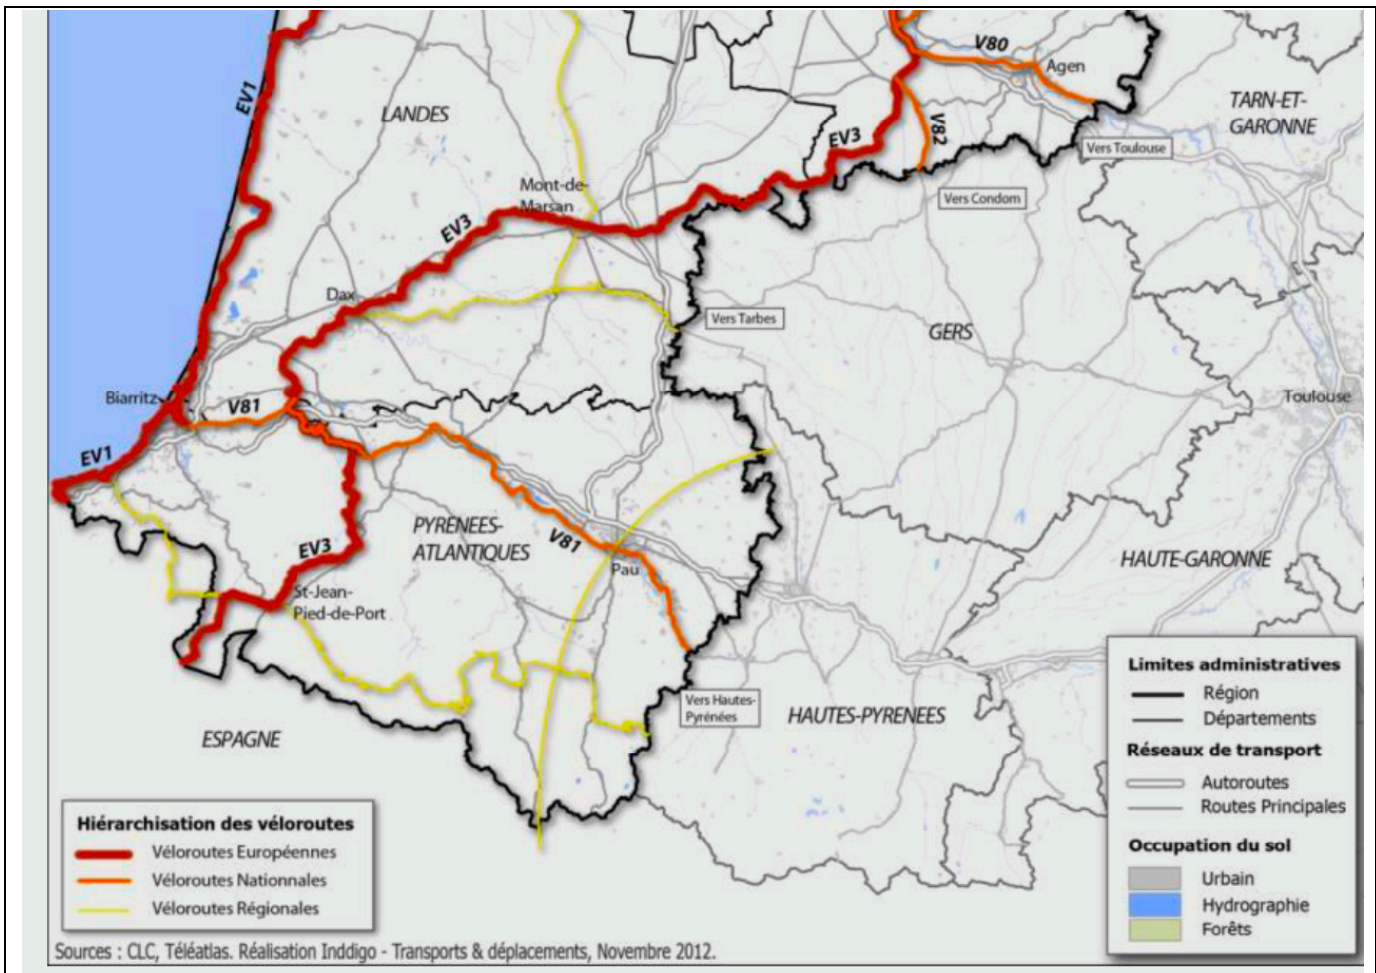 V80
Agen
EV1
LANDES
TARN-ET-
GARONNE
V82
EV3
Vers Toulouse
Mont-de-
Marsan
Vers Condom
EV3
Dax
Vers Tarbes
GERS
Biarritz
V81
Toulouse
EV1
PYRENEES-
ATLANTIQUES
V81
EV3
HAUTE-GARONNE
Pau
St-Jean-
Pied-de-Port
Vers Hautes-
Pyrénées
HAUTES-PYRENEES
ESPAGNE
Limites administratives
Région
Départements
Réseaux de transport
Autoroutes
Routes Principales
Occupation du sol
Urbain
Hydrographie
Forêts
Hiérarchisation des véloroutes
Véloroutes Européennes
Véloroutes Nationnales
Véloroutes Régionales
Sources : CLC, Téléatlas. Réalisation Inddigo - Transports & déplacements, Novembre 2012.